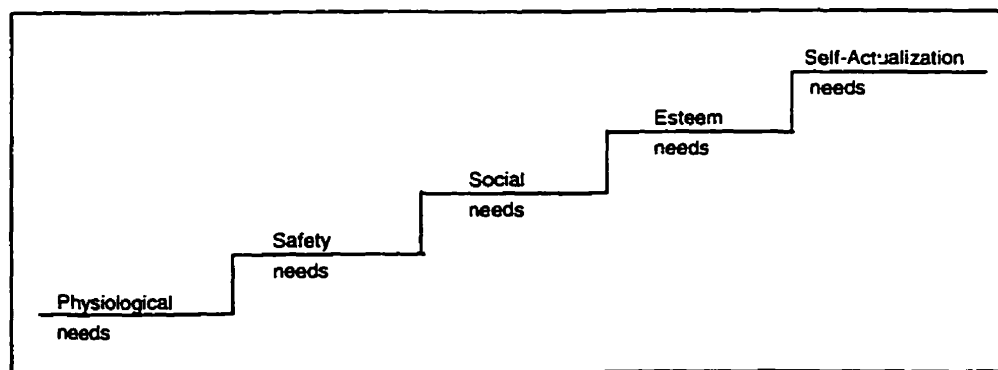 Self-Actualization
needs
Esteem
needs
Social
needs
Safety
needs
Physiological
needs